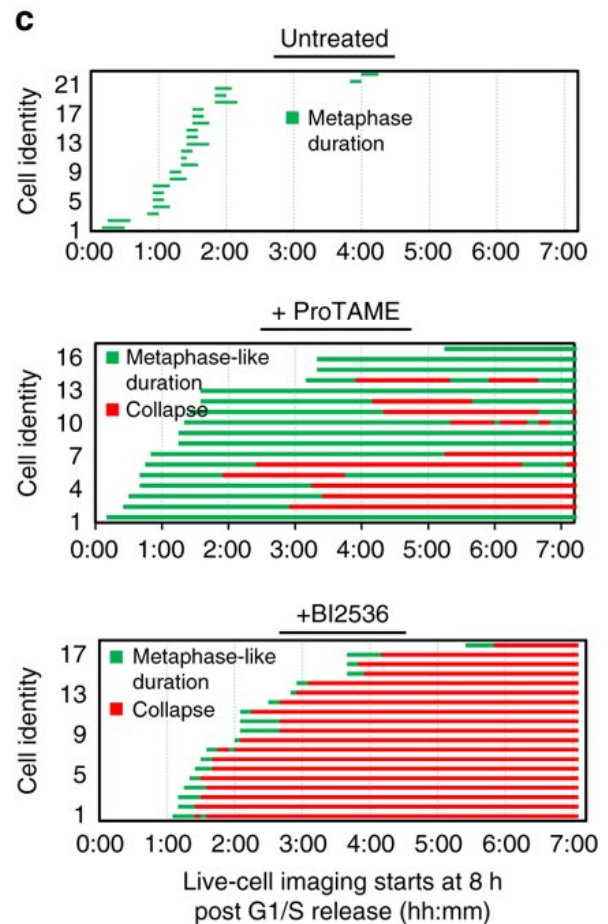 c
Untreated
Cell identity
21
17
13
9
5
1
Metaphase
duration
0:00 1:00 2:00 3:00 4:00 5:00 6:00 7:00
+ ProTAME
Cell identity
16
13
10
7
4
1
Metaphase-like
duration
Collapse
0:00 1:00 2:00 3:00 4:00 5:00 6:00 7:00
+BI2536
Cell identity
17
13
9
5
1
Metaphase-like
duration
Collapse
0:00 1:00 2:00 3:00 4:00 5:00 6:00 7:00
Live-cell imaging starts at 8 h
post G1/S release (hh:mm)